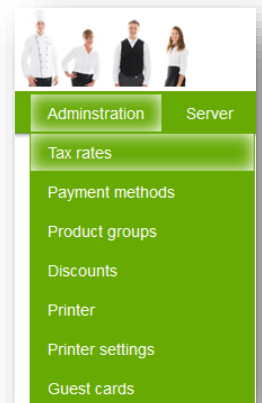 Adminstration Server
Tax rates
Payment methods
Product groups
Discounts
Printer
Printer settings
Guest cards